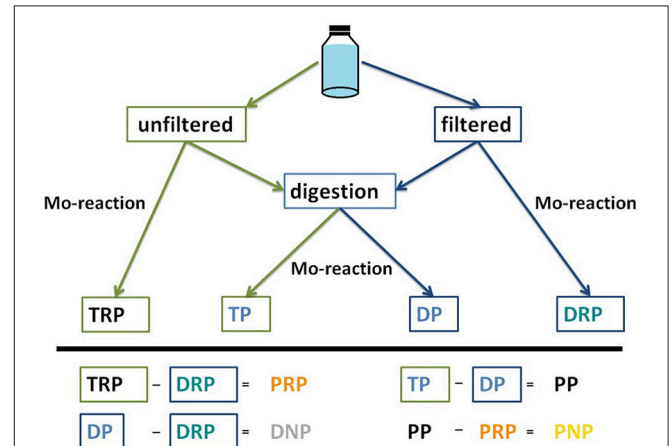 unfiltered filtered
digestion
Mo-reaction Mo-reaction
Mo-reaction
TRP TP DP DRP
TRP - DRP = PRP TP - DP = PP
DP - DRP = DNP PP - PRP = PNP